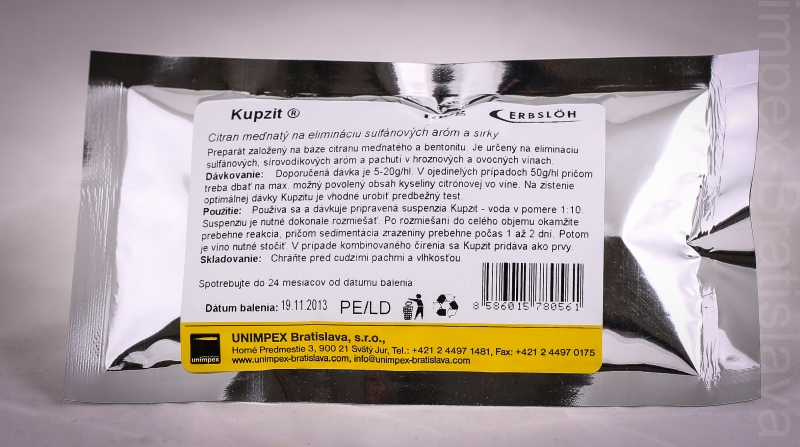 Kupzit ®
ERBSLÖH
Citran meďnatý na elimináciu sulfánových aróm a sírky
Preparát založený na báze citranu meďnatého a bentonitu. Je určený na elimináciu
sulfánových, sírovodíkových aróm a pachutí v hroznových a ovocných vínach.
Dávkovanie: Doporučená dávka je 5-20g/hl. V ojedinelých prípadoch 50g/hl pričom
treba dbať na max. možný povolený obsah kyseliny citrónovej vo víne. Na zistenie
optimálnej dávky Kupzitu je vhodné urobiť predbežný test.
Použitie: Používa sa a dávkuje pripravená suspenzia Kupzit - voda v pomere 1:10.
Suspenziu je nutné dokonale rozmiešať. Po rozmiešaní do celého objemu okamžite
prebehne reakcia, pričom sedimentácia zrazeniny prebehne počas 1 až 2 dní. Potom
je víno nutné stočiť. V prípade kombinovaného čírenia sa Kupzit pridáva ako prvý.
Skladovanie: Chráňte pred cudzími pachmi a vlhkosťou.
Spotrebujte do 24 mesiacov od dátumu balenia
Dátum balenia: 19.11.2013 PE/LD
8 586015 780561
unimpex
UNIMPEX Bratislava, s.r.o.,
Horné Predmestie 3, 900 21 Svätý Jur, Tel.: +421 2 4497 1481, Fax: +421 2 4497 0175
www.unimpex-bratislava.com, info@unimpex-bratislava.com
impex-Bratislava